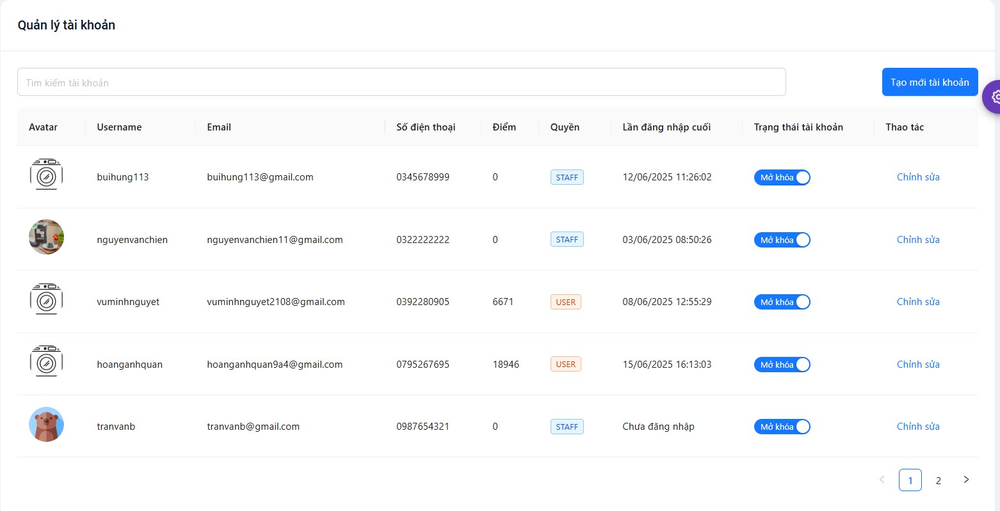 Quản lý tài khoản
Tìm kiếm tài khoản
Tạo mới tài khoản
Avatar Username Email Số điện thoại Điểm Quyền Lần đăng nhập cuối Trạng thái tài khoản Thao tác
buihung113 buihung113@gmail.com 0345678999 0 STAFF 12/06/2025 11:26:02 Mở khóa Chỉnh sửa
nguyenvanchien nguyenvanchien11@gmail.com 0322222222 0 STAFF 03/06/2025 08:50:26 Mở khóa Chỉnh sửa
vuminhnguyet vuminhnguyet2108@gmail.com 0392280905 6671 USER 08/06/2025 12:55:29 Mở khóa Chỉnh sửa
hoanganhquan hoanganhquan9a4@gmail.com 0795267695 18946 USER 15/06/2025 16:13:03 Mở khóa Chỉnh sửa
tranvanb tranvanb@gmail.com 0987654321 0 STAFF Chưa đăng nhập Mở khóa Chỉnh sửa
< 1 2 >